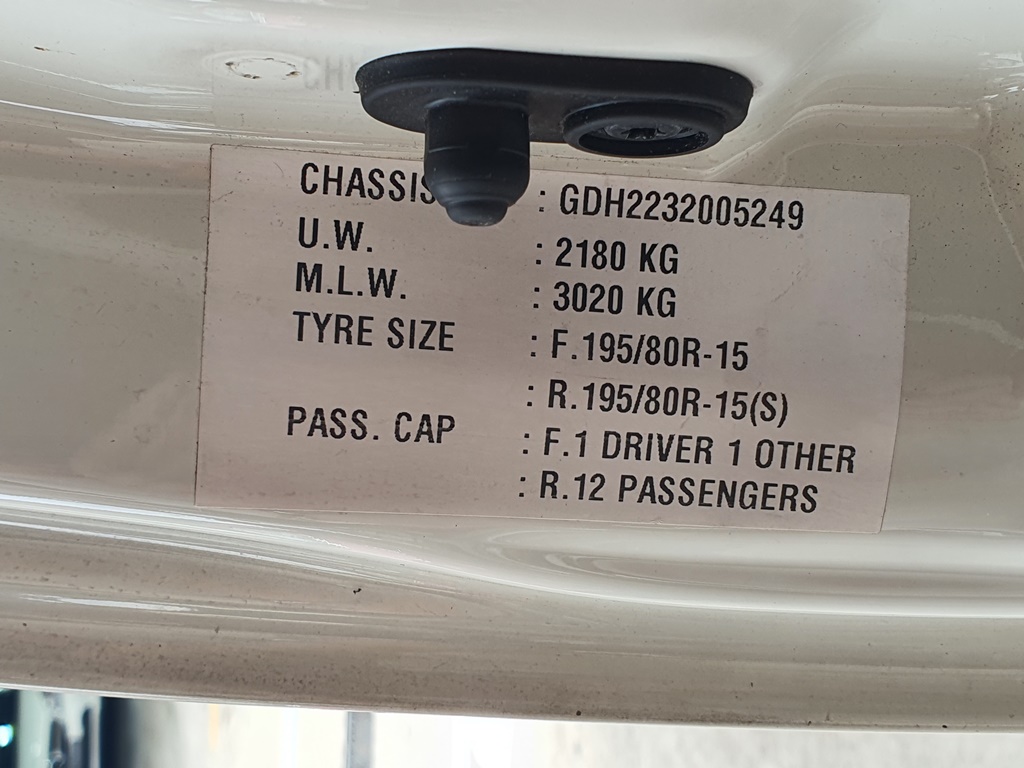 CHASSIS : GDH2232005249
U.W. : 2180 KG
M.L.W. : 3020 KG
TYRE SIZE : F.195/80R-15
: R.195/80R-15(S)
PASS. CAP : F.1 DRIVER 1 OTHER
: R.12 PASSENGERS